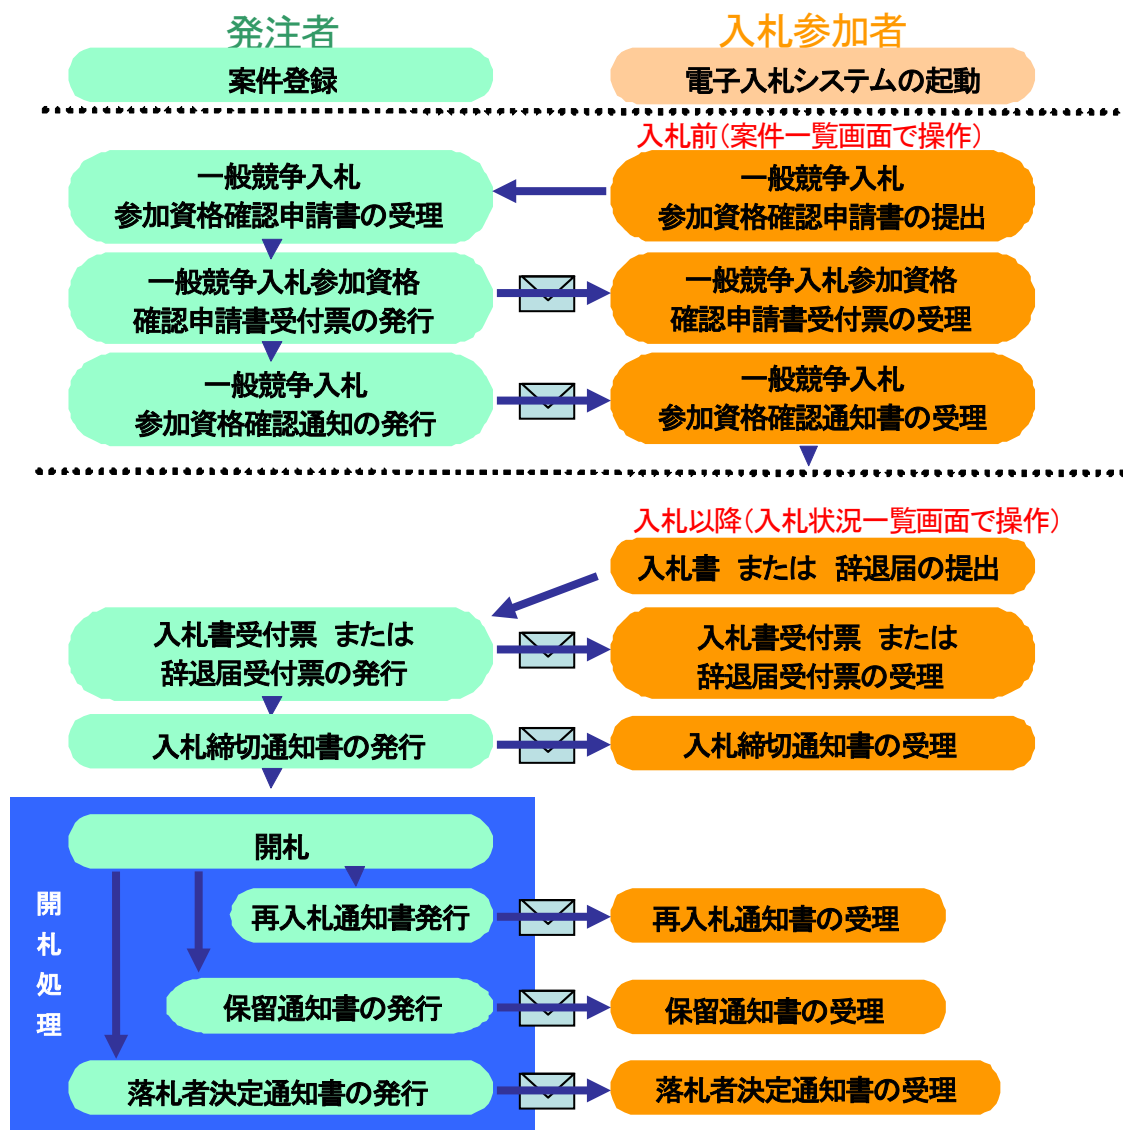 発注者
入札参加者
案件登録
電子入札システムの起動
入札前（案件一覧画面で操作）
一般競争入札
参加資格確認申請書の受理
一般競争入札
参加資格確認申請書の提出
一般競争入札参加資格
確認申請書受付票の発行
一般競争入札参加資格
確認申請書受付票の受理
一般競争入札
参加資格確認通知の発行
一般競争入札
参加資格確認通知書の受理
入札以降（入札状況一覧画面で操作）
入札書　または　辞退届の提出
入札書受付票　または
辞退届受付票の発行
入札書受付票　または
辞退届受付票の受理
入札締切通知書の発行
入札締切通知書の受理
開札処理
開札
再入札通知書発行
再入札通知書の受理
保留通知書の発行
保留通知書の受理
落札者決定通知書の発行
落札者決定通知書の受理